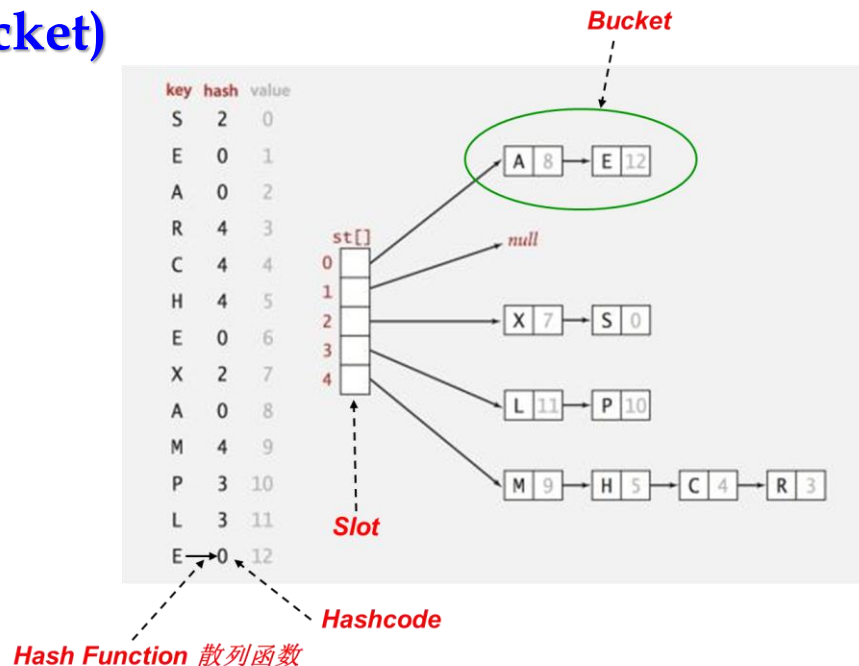 cket)
Bucket
key hash value
S 2 0
E 0 1
A 0 2
R 4 3
C 4 4
H 4 5
E 0 6
X 2 7
A 0 8
M 4 9
P 3 10
L 3 11
E 0 12
st[]
0
1
2
3
4
A 8 E 12
null
X 7 S 0
L 11 P 10
M 9 H 5 C 4 R 3
Slot
Hashcode
Hash Function 散列函数